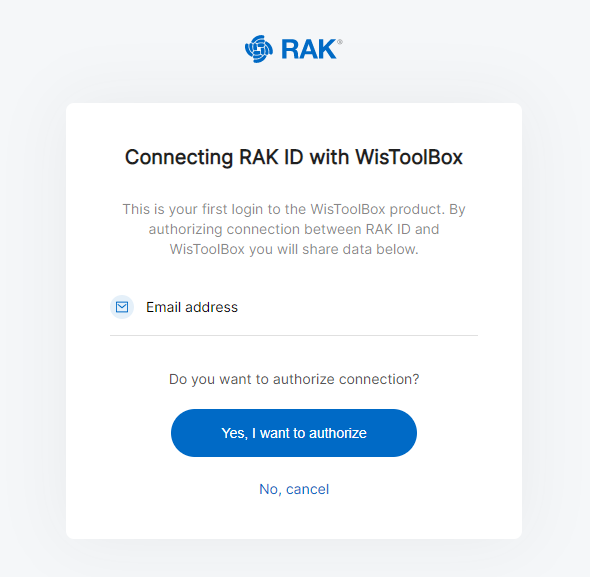 RAK®
Connecting RAK ID with WisToolBox
This is your first login to the WisToolBox product. By
authorizing connection between RAK ID and
WisToolBox you will share data below.
Email address
Do you want to authorize connection?
Yes, I want to authorize
No, cancel